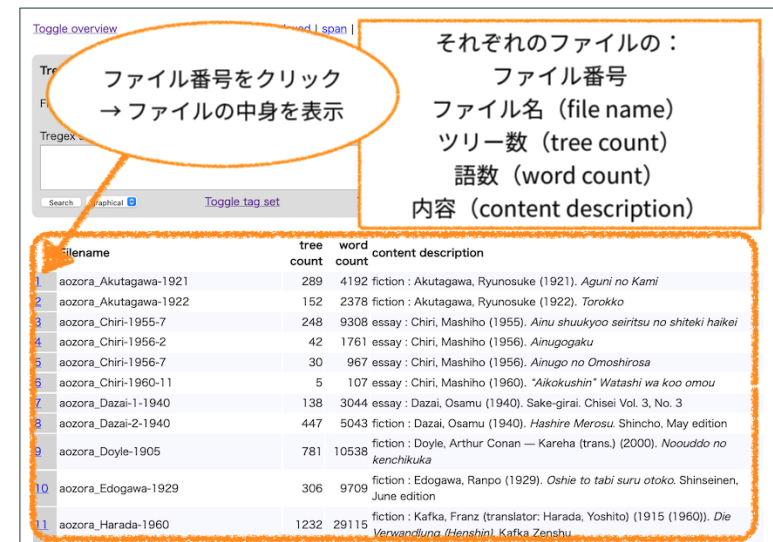 Toggle overview
span |
ファイル番号をクリック
→ ファイルの中身を表示
それぞれのファイルの：
ファイル番号
ファイル名（file name）
ツリー数（tree count）
語数（word count）
内容（content description）
Search graphical Toggle tag set
Filename tree count word count content description
1 aozora_Akutagawa-1921 289 4192 fiction : Akutagawa, Ryunosuke (1921). Aguni no Kami
2 aozora_Akutagawa-1922 152 2378 fiction : Akutagawa, Ryunosuke (1922). Torokko
3 aozora_Chiri-1955-7 248 9308 essay : Chiri, Mashiho (1955). Ainu shuukyoo seiritsu no shiteki haikei
4 aozora_Chiri-1956-2 42 1761 essay : Chiri, Mashiho (1956). Ainugogaku
5 aozora_Chiri-1956-7 30 967 essay : Chiri, Mashiho (1956). Ainugo no Omoshirosa
6 aozora_Chiri-1960-11 5 107 essay : Chiri, Mashiho (1960). "Aikokushin" Watashi wa koo omou
7 aozora_Dazai-1-1940 138 3044 essay : Dazai, Osamu (1940). Sake-girai. Chisei Vol. 3, No. 3
8 aozora_Dazai-2-1940 447 5043 fiction : Dazai, Osamu (1940). Hashire Merosu. Shincho, May edition
9 aozora_Doyle-1905 781 10538 fiction : Doyle, Arthur Conan — Kareha (trans.) (2000). Noouddo no
kenchikuka
10 aozora_Edogawa-1929 306 9709 fiction : Edogawa, Ranpo (1929). Oshie to tabi suru otoko. Shinseinen,
June edition
11 aozora_Harada-1960 1232 29115 fiction : Kafka, Franz (translator: Harada, Yoshito) (1915 (1960)). Die
Verwandlung (Henshin). Kafka Zenshu